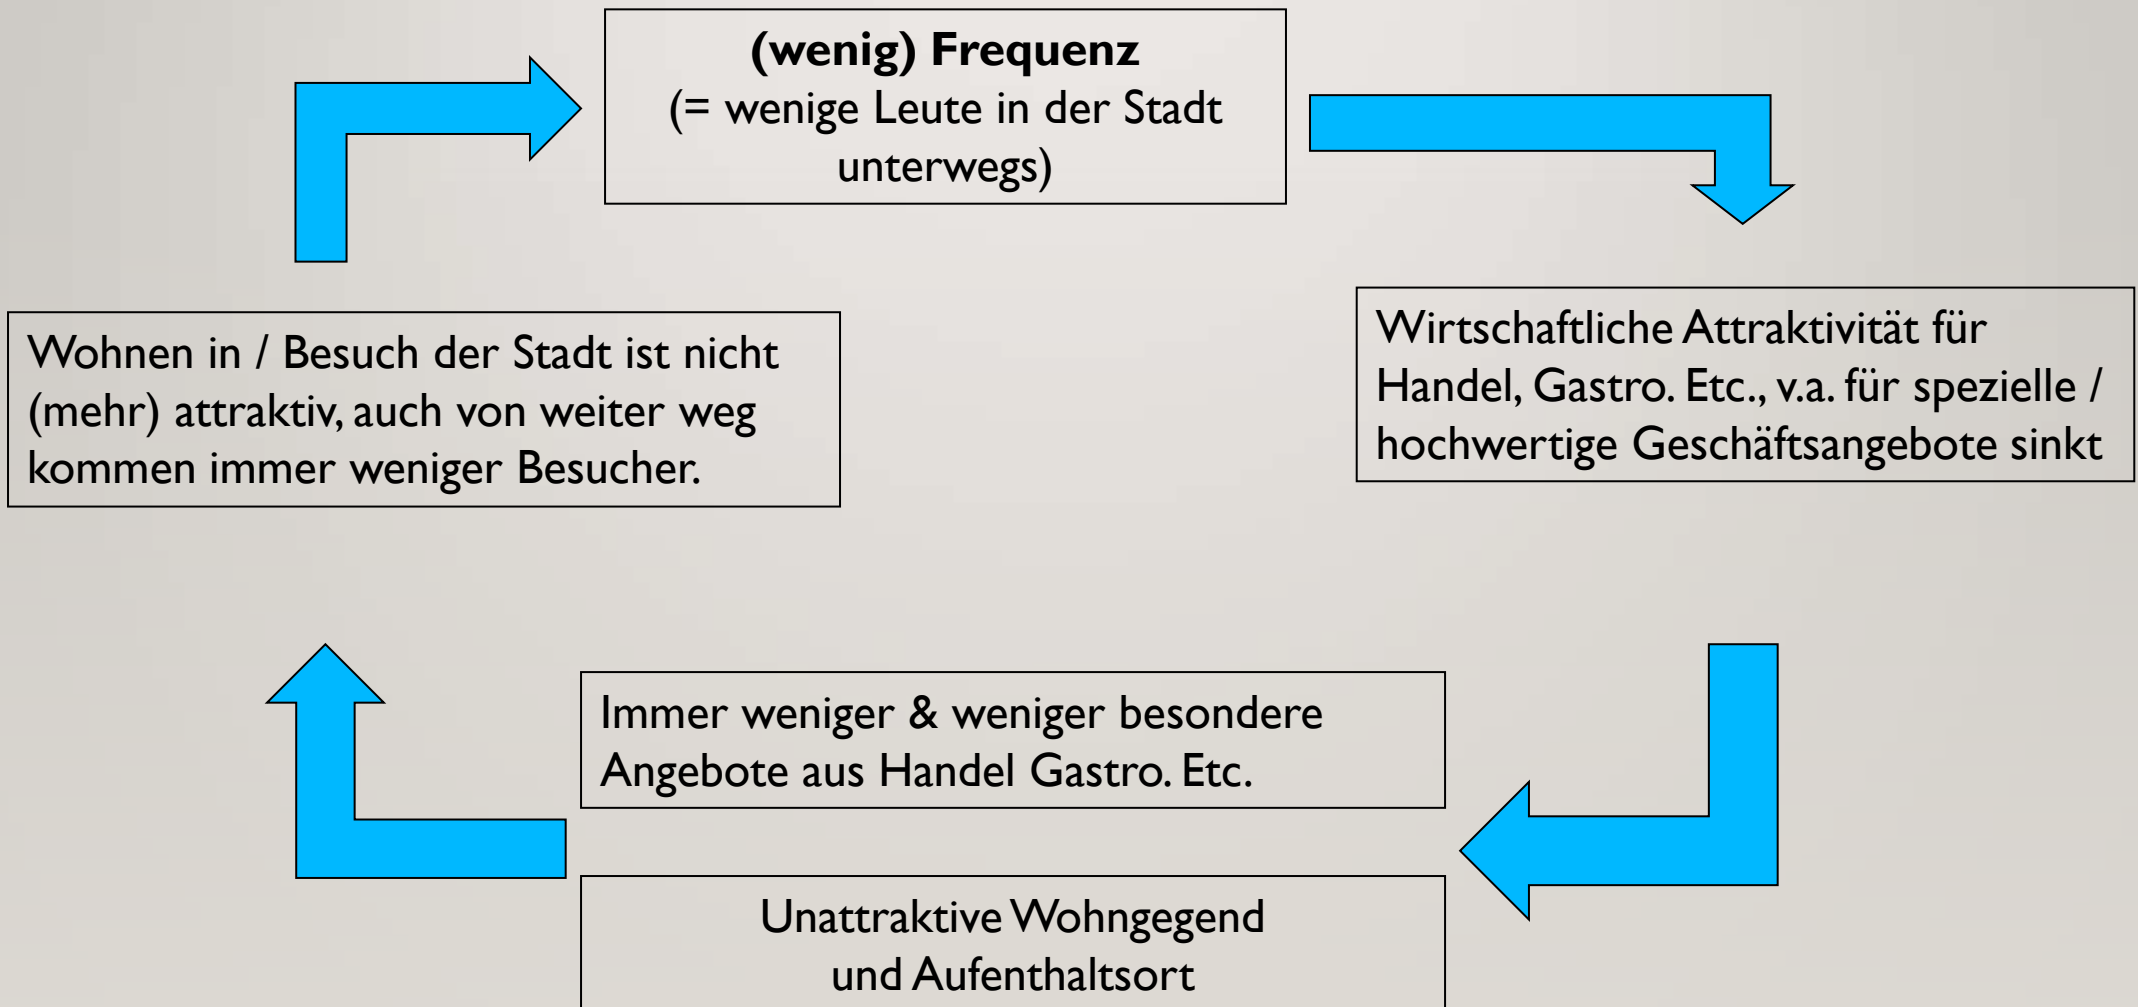 (wenig) Frequenz
(= wenige Leute in der Stadt
unterwegs)
Wohnen in / Besuch der Stadt ist nicht
(mehr) attraktiv, auch von weiter weg
kommen immer weniger Besucher.
Wirtschaftliche Attraktivität für
Handel, Gastro. Etc., v.a. für spezielle /
hochwertige Geschäftsangebote sinkt
Immer weniger & weniger besondere
Angebote aus Handel Gastro. Etc.
Unattraktive Wohngegend
und Aufenthaltsort